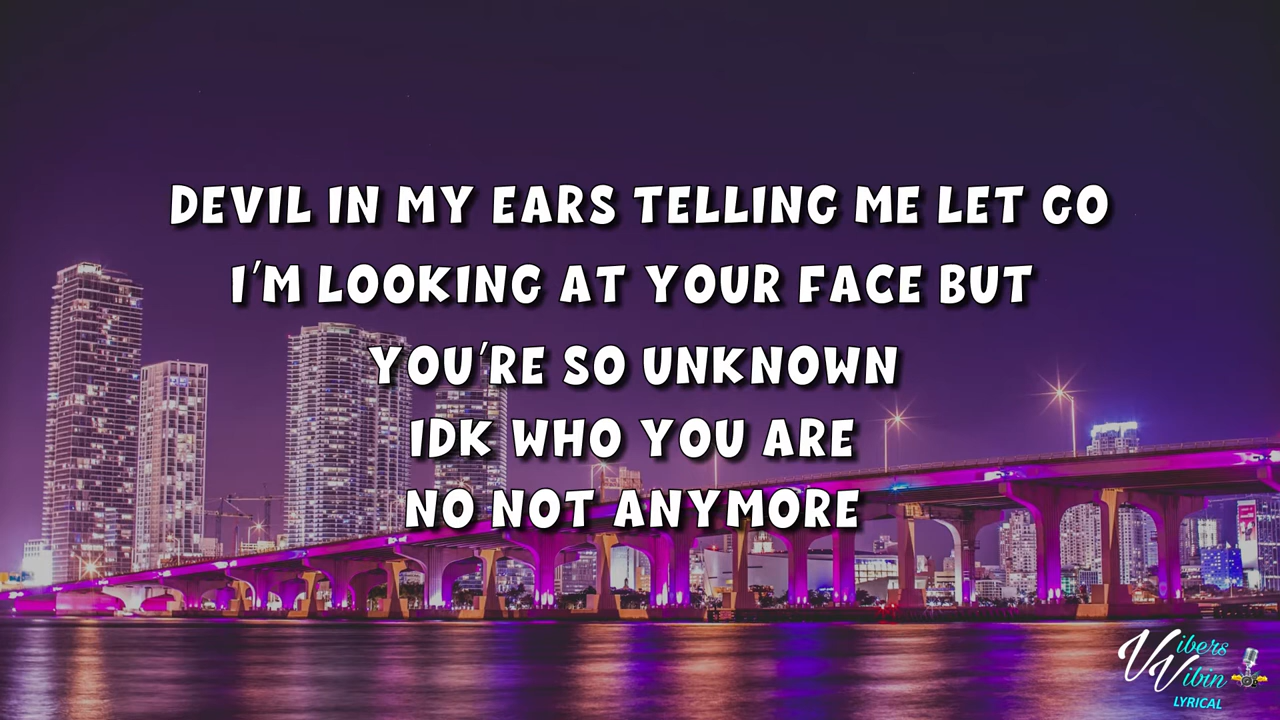 DEVIL IN MY EARS TELLING ME LET GO
I'M LOOKING AT YOUR FACE BUT
YOU'RE SO UNKNOWN
IDK WHO YOU ARE
NO NOT ANYMORE
Vibers
Vibin
LYRICAL